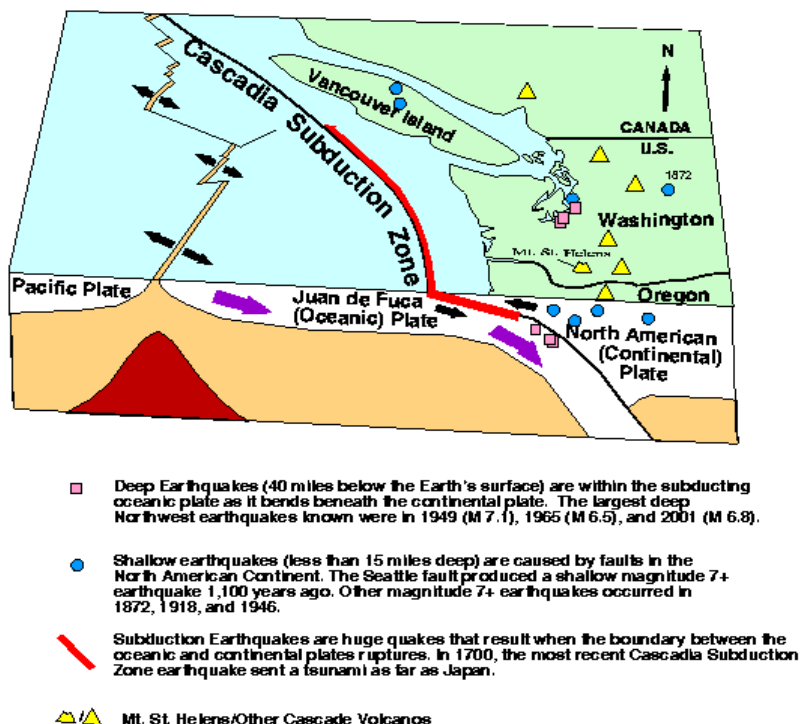 Cascadia Subduction Zone
Vancouver Island
N
CANADA
U.S.
1872
Washington
Mt. St. Helens
Oregon
Pacific Plate
Juan de Fuca
(Oceanic) Plate
North American
(Continental)
Plate
Deep Earthquakes (40 miles below the Earth's surface) are within the subducting
oceanic plate as it bends beneath the continental plate. The largest deep
Northwest earthquakes known were in 1949 (M 7.1), 1965 (M 6.5), and 2001 (M 6.8).
Shallow earthquakes (less than 15 miles deep) are caused by faults in the
North American Continent. The Seattle fault produced a shallow magnitude 7+
earthquake 1,100 years ago. Other magnitude 7+ earthquakes occurred in
1872, 1918, and 1946.
Subduction Earthquakes are huge quakes that result when the boundary between the
oceanic and continental plates ruptures. In 1700, the most recent Cascadia Subduction
Zone earthquake sent a tsunami as far as Japan.
Mt. St. Helens/Other Cascade Volcanos